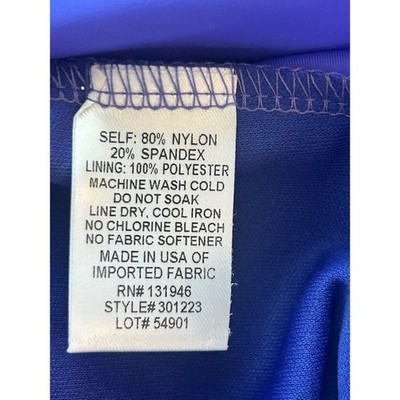 SELF: 80% NYLON
20% SPANDEX
LINING: 100% POLYESTER
MACHINE WASH COLD
DO NOT SOAK
LINE DRY, COOL IRON
NO CHLORINE BLEACH
NO FABRIC SOFTENER
MADE IN USA OF
IMPORTED FABRIC
RN# 131946
STYLE# 301223
LOT# 54901